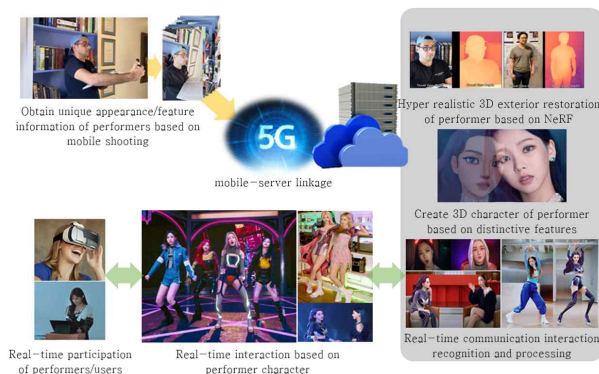 Obtain unique appearance/feature
information of performers based on
mobile shooting
5G
mobile-server linkage
Hyper realistic 3D exterior restoration
of performer based on NeRF
Create 3D character of performer
based on distinctive features
Real-time participation
of performers/users
Real-time interaction based on
performer character
Real-time communication interaction
recognition and processing